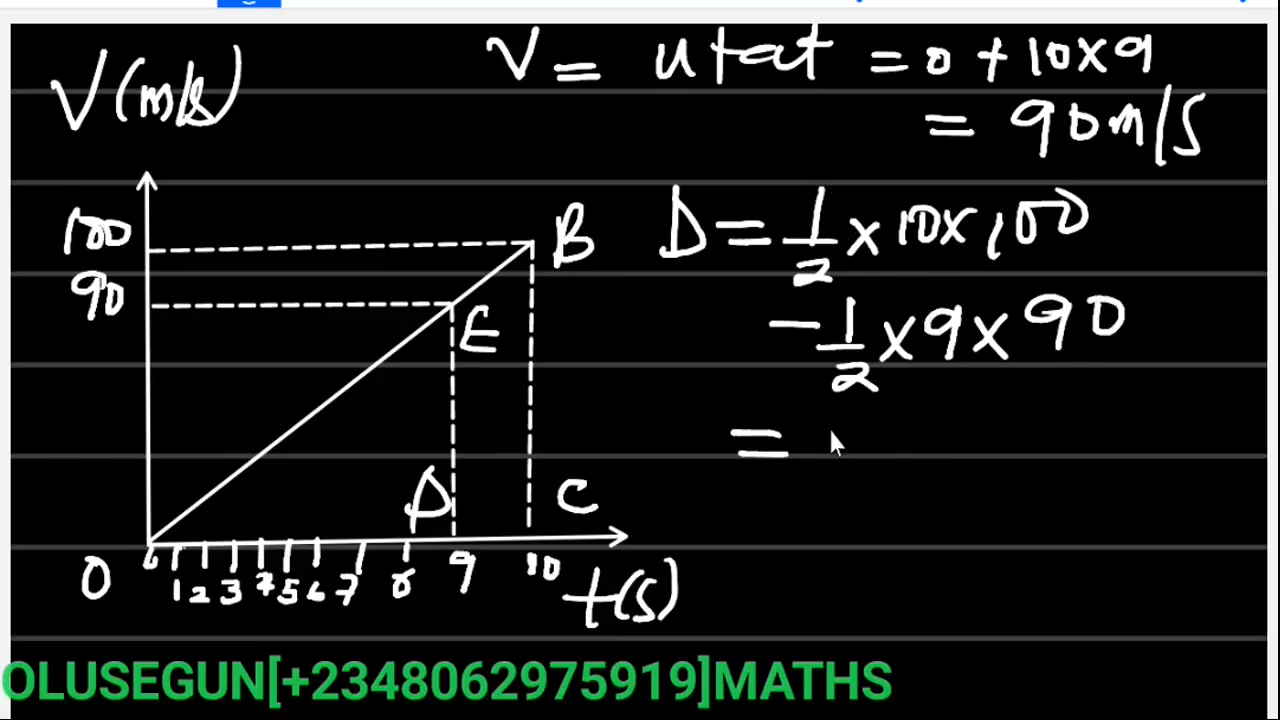 V = u + at = 0 + 10 x 9
= 90m/s
V(m/s)
100
90
B
E
D
C
0
1 2 3 4 5 6 7 8 9 10 t(s)
D = 1/2 x 10 x 100
- 1/2 x 9 x 90
=
OLUSEGUN[+2348062975919]MATHS